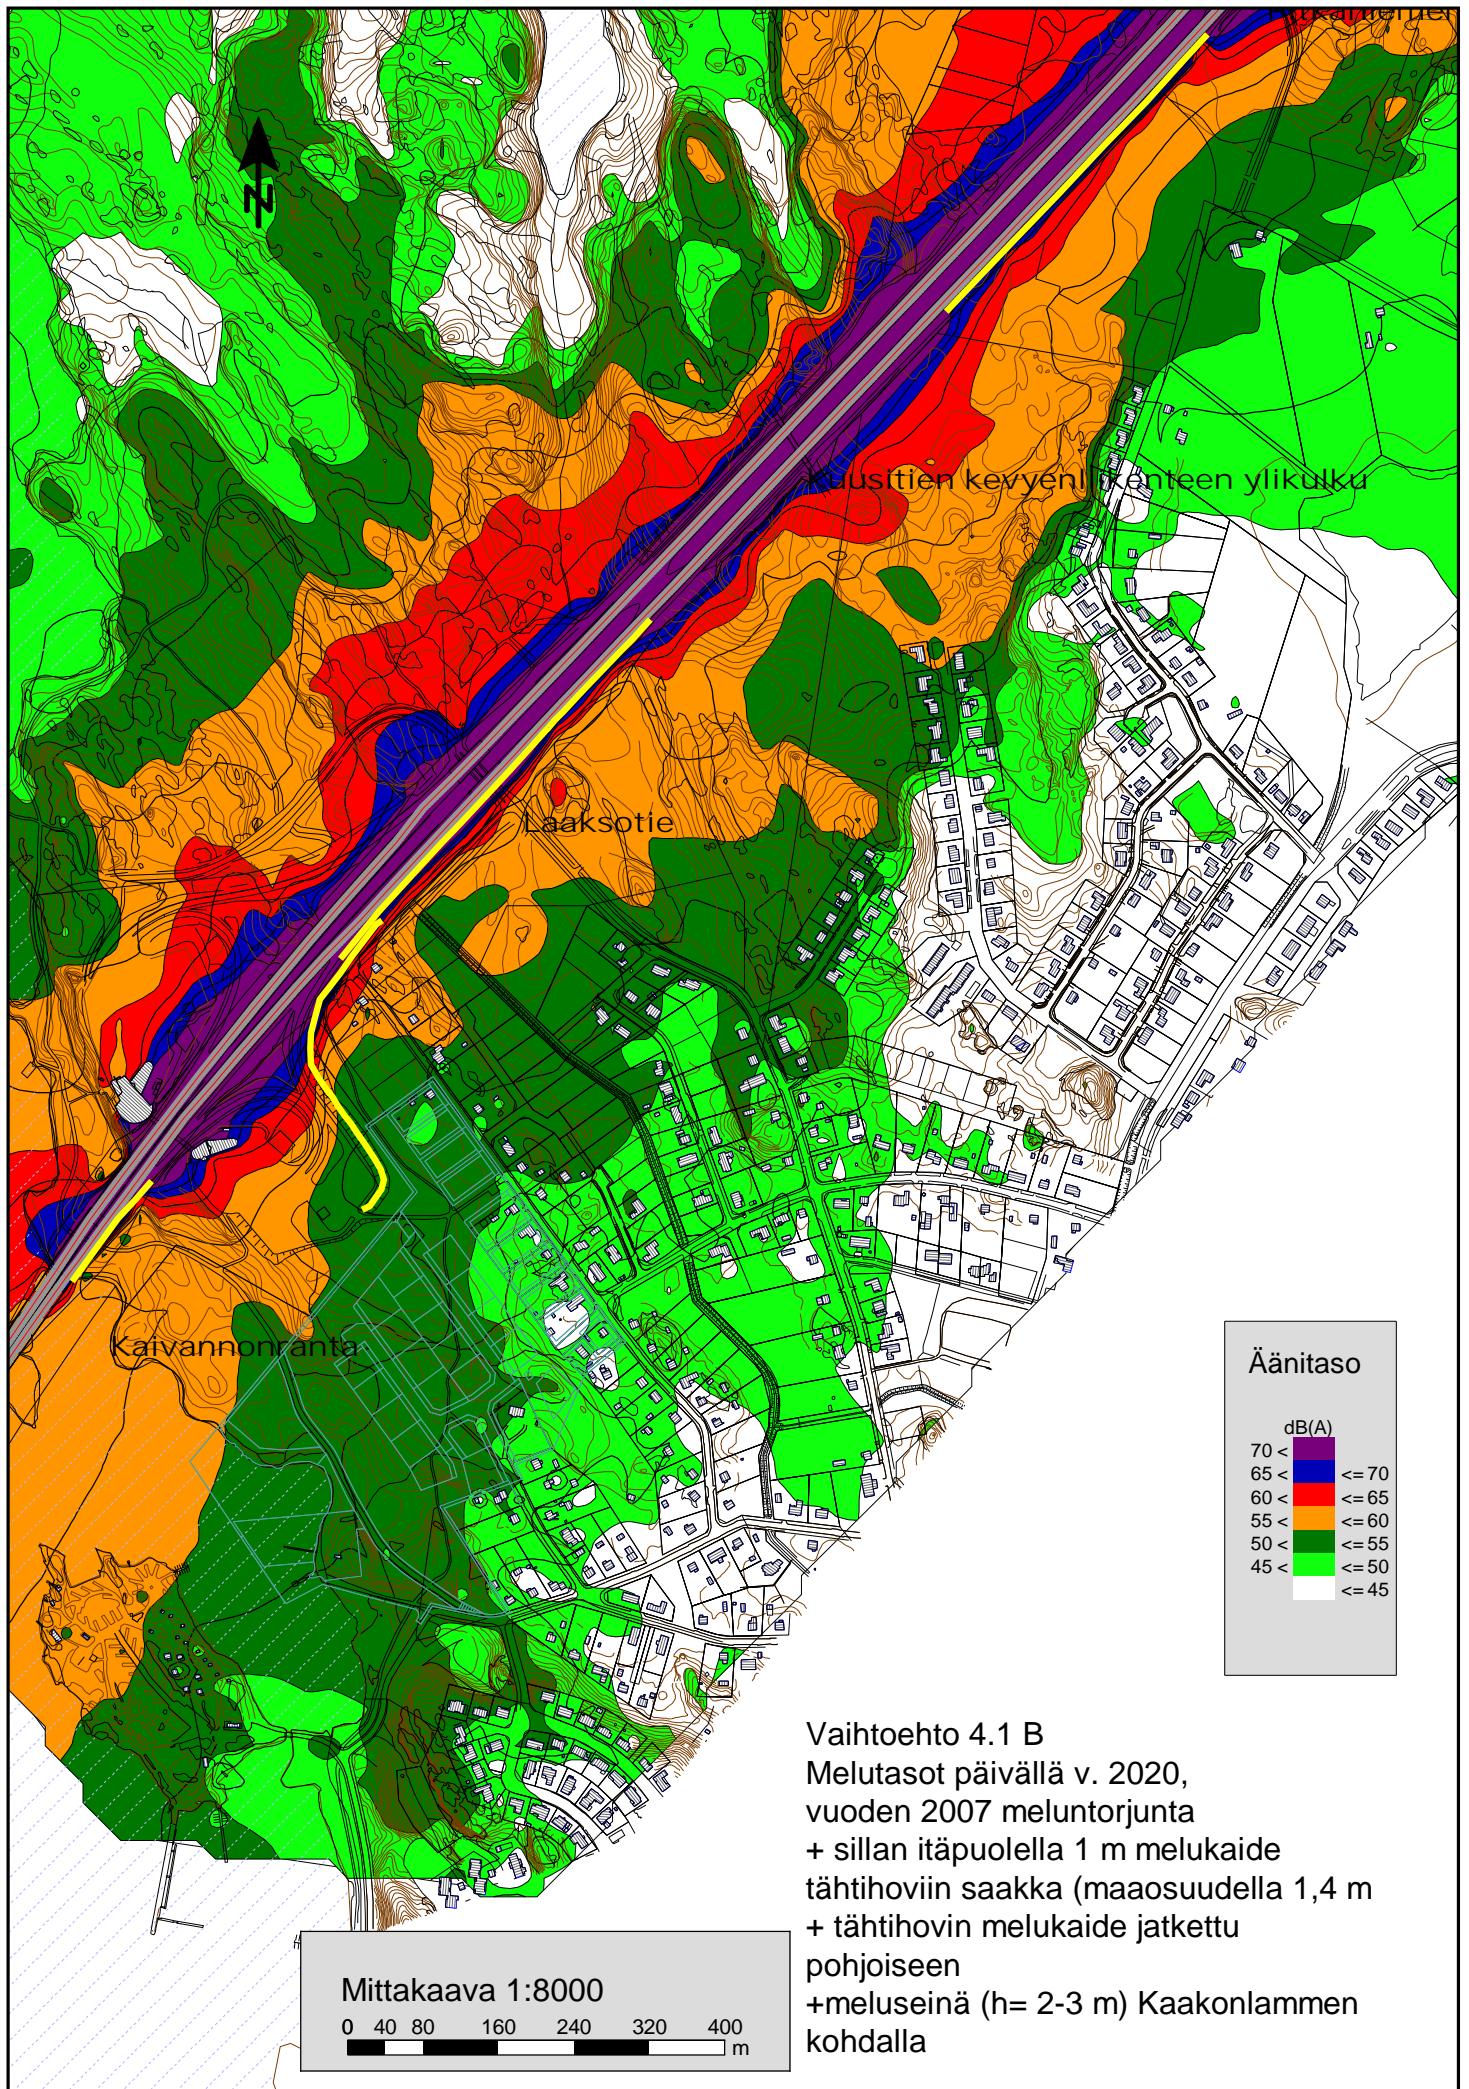 N
Kuusitien kevyenliikenteen ylikulku
Laaksotie
Kaivannonranta
Äänitaso
dB(A)
70 <
65 < <= 70
60 < <= 65
55 < <= 60
50 < <= 55
45 < <= 50
<= 45
Vaihtoehto 4.1 B
Melutasot päivällä v. 2020,
vuoden 2007 meluntorjunta
+ sillan itäpuolella 1 m melukaide
tähtihoviin saakka (maaosuudella 1,4 m
+ tähtihovin melukaide jatkettu
pohjoiseen
+meluseinä (h= 2-3 m) Kaakonlammen
kohdalla
Mittakaava 1:8000
0 40 80 160 240 320 400
m